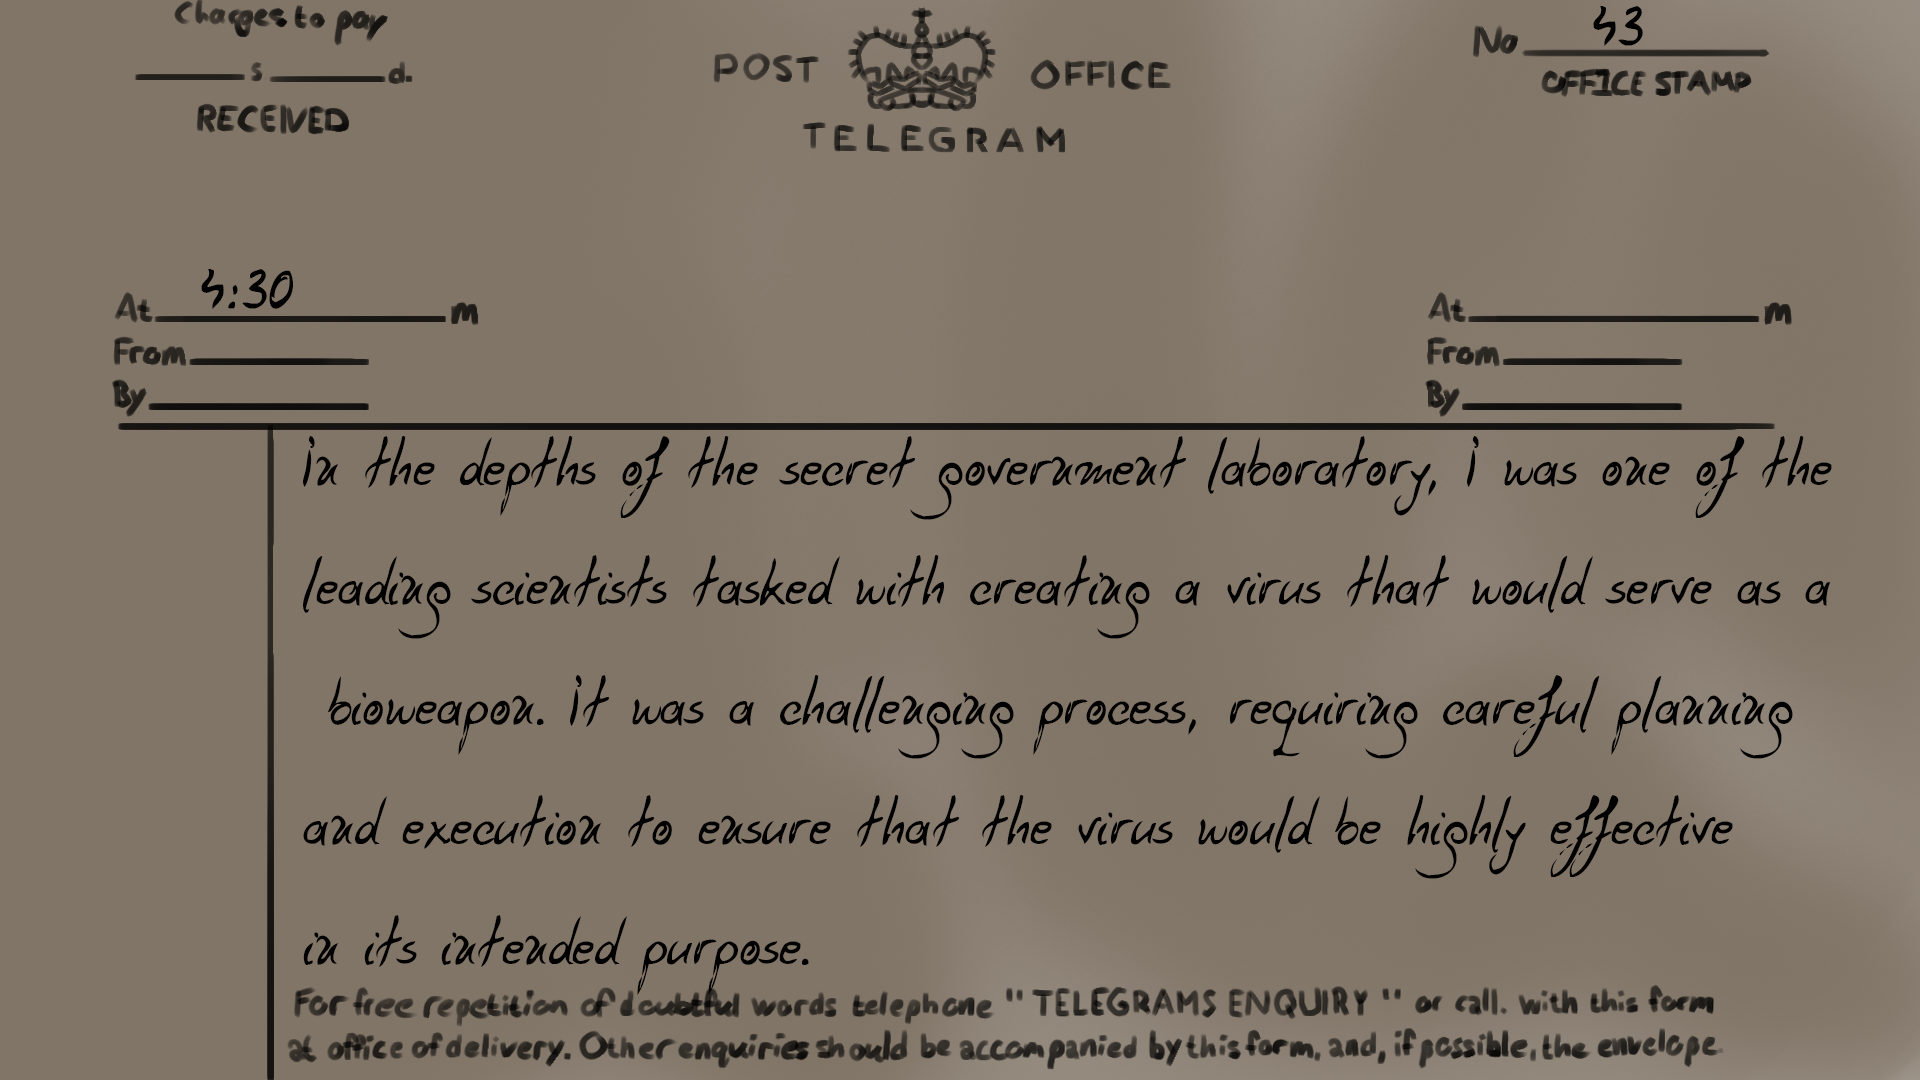 Charges to pay
s d.
RECEIVED
POST OFFICE
TELEGRAM
No 43
OFFICE STAMP
At 4:30 m
From
By
At m
From
By
In the depths of the secret government laboratory, I was one of the
leading scientists tasked with creating a virus that would serve as a
bioweapon. It was a challenging process, requiring careful planning
and execution to ensure that the virus would be highly effective
in its intended purpose.
For free repetition of doubtful words telephone "TELEGRAMS ENQUIRY" or call. with this form
at office of delivery. Other enquiries should be accompanied by this form, and, if possible, the envelope.